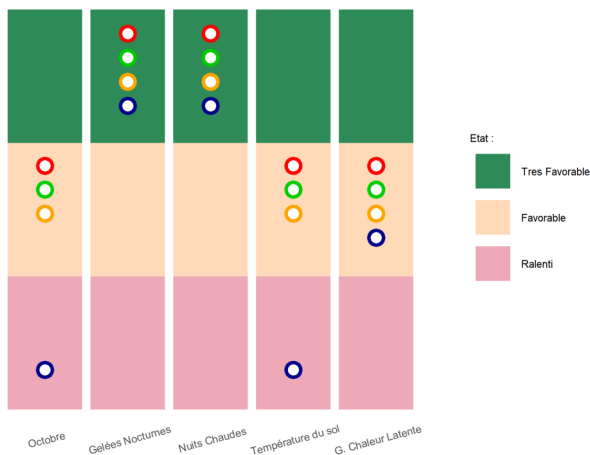 Etat :
Tres Favorable
Favorable
Ralenti
Octobre
Gelées Nocturnes
Nuits Chaudes
Température du sol
G. Chaleur Latente